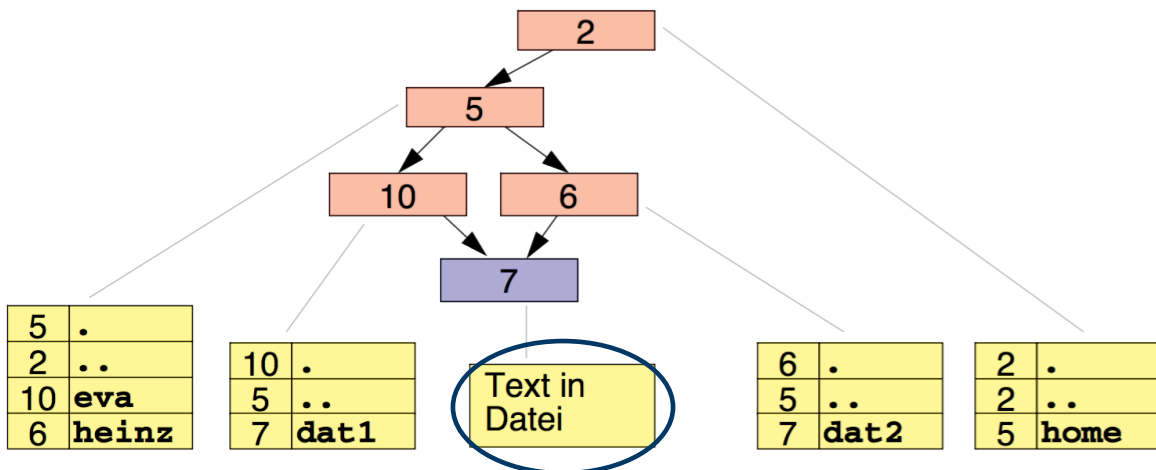 2
5
10 6
7
5 .
2 ..
10 eva
6 heinz
10 .
5 ..
7 dat1
Text in
Datei
6 .
5 ..
7 dat2
2 .
2 ..
5 home